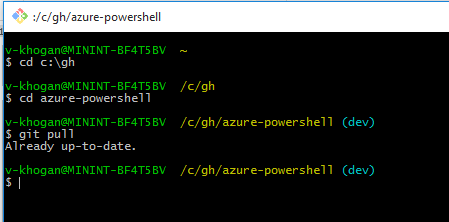 :/c/gh/azure-powershell
v-khogan@MININT-BF4T5BV ~
$ cd c:\gh
v-khogan@MININT-BF4T5BV /c/gh
$ cd azure-powershell
v-khogan@MININT-BF4T5BV /c/gh/azure-powershell (dev)
$ git pull
Already up-to-date.
v-khogan@MININT-BF4T5BV /c/gh/azure-powershell (dev)
$